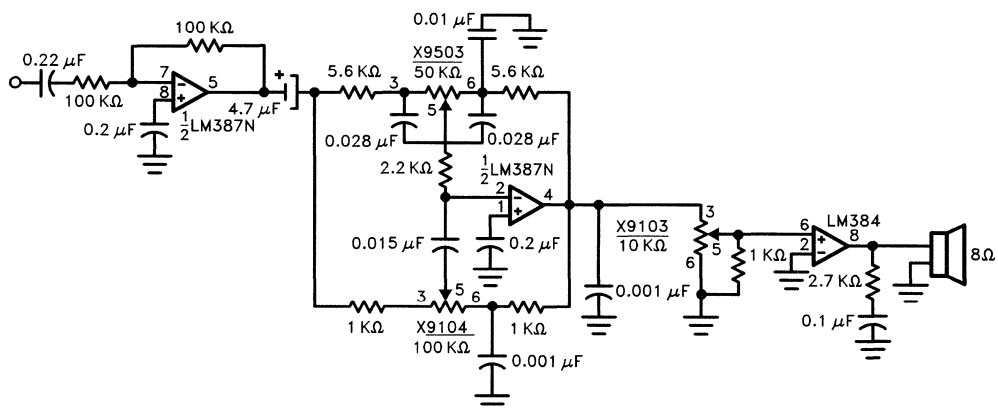 0.01 μF
100 KΩ
X9503
50 KΩ
0.22 μF
5.6 KΩ
3
6
5.6 KΩ
7
5
+
−
8
+
100 KΩ
4.7 μF
5
0.2 μF
½LM387N
0.028 μF
0.028 μF
2.2 KΩ
½LM387N
2
−
4
1
+
0.015 μF
0.2 μF
X9103
10 KΩ
3
5
6
LM384
6
+
8
2
−
1 KΩ
8Ω
2.7 KΩ
0.001 μF
0.1 μF
3
5
6
1 KΩ
X9104
100 KΩ
1 KΩ
0.001 μF